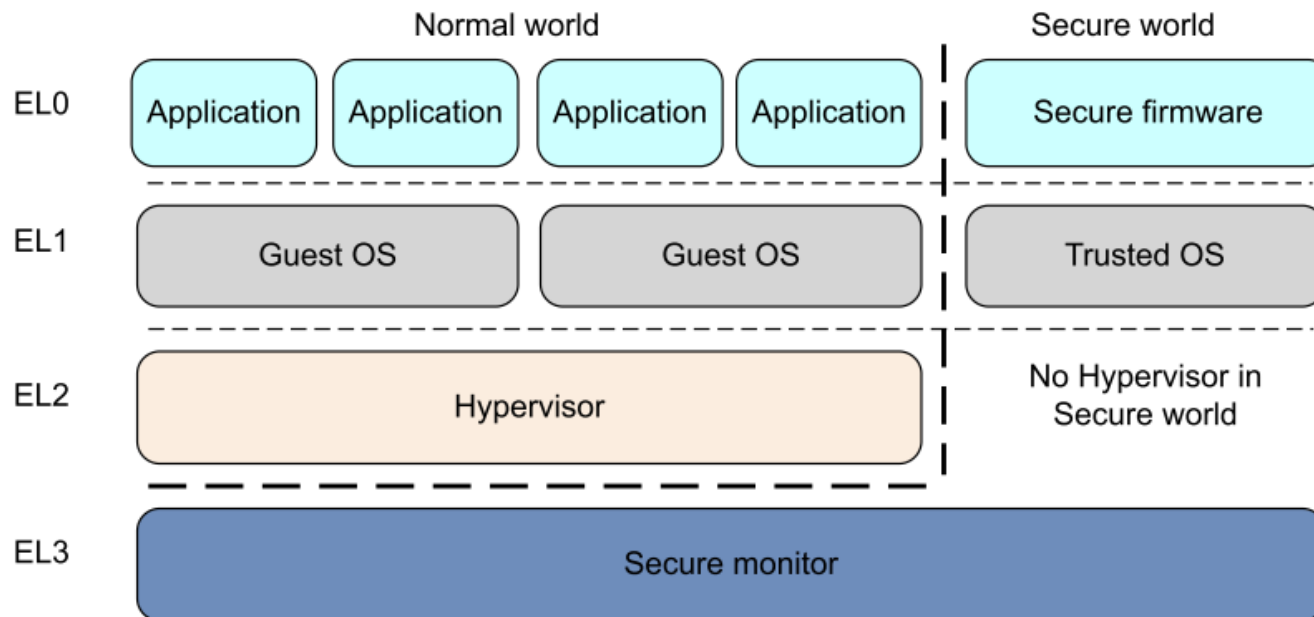 Normal world
Secure world
EL0
Application
Application
Application
Application
Secure firmware
EL1
Guest OS
Guest OS
Trusted OS
EL2
Hypervisor
No Hypervisor in
Secure world
EL3
Secure monitor